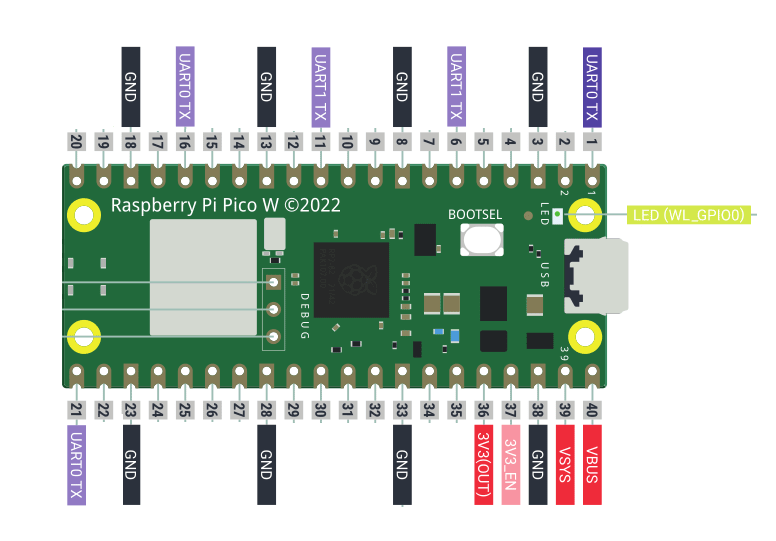 GND
UART0 TX
GND
UART1 TX
GND
UART1 TX
GND
UART0 TX
20 19 18 17 16 15 14 13 12 11 10 9 8 7 6 5 4 3 2 1
2 1
Raspberry Pi Pico W ©2022
BOOTSEL
LED
LED (WL_GPIO0)
USB
DEBUG
39
21 22 23 24 25 26 27 28 29 30 31 32 33 34 35 36 37 38 39 40
UART0 TX
GND
GND
GND
3V3(OUT)
3V3_EN
GND
VSYS
VBUS